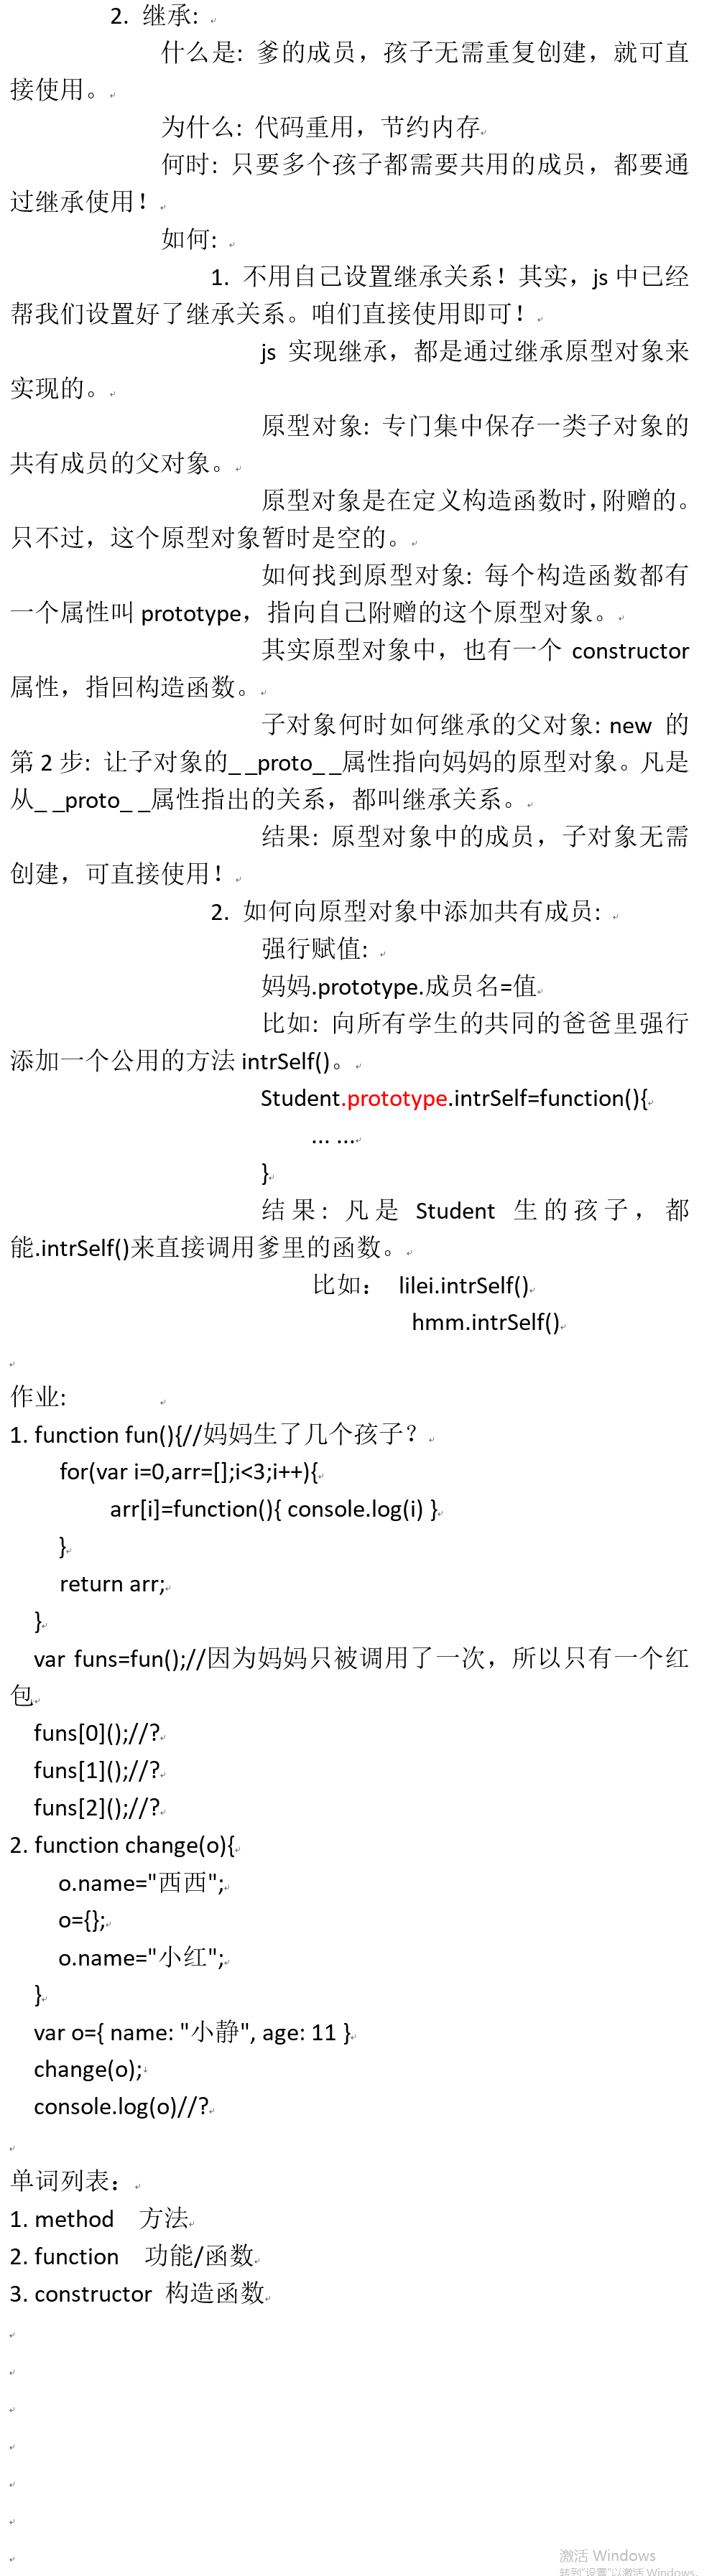 2. 继承:
什么是: 爹的成员，孩子无需重复创建，就可直
接使用。
为什么: 代码重用，节约内存
何时: 只要多个孩子都需要共用的成员，都要通
过继承使用！
如何:
1. 不用自己设置继承关系！其实，js中已经
帮我们设置好了继承关系。咱们直接使用即可！
js 实现继承，都是通过继承原型对象来
实现的。
原型对象: 专门集中保存一类子对象的
共有成员的父对象。
原型对象是在定义构造函数时，附赠的。
只不过，这个原型对象暂时是空的。
如何找到原型对象: 每个构造函数都有
一个属性叫 prototype，指向自己附赠的这个原型对象。
其实原型对象中，也有一个 constructor
属性，指回构造函数。
子对象何时如何继承的父对象: new 的
第2步: 让子对象的_ _proto_ _属性指向妈妈的原型对象。凡是
从_ _proto_ _属性指出的关系，都叫继承关系。
结果: 原型对象中的成员，子对象无需
创建，可直接使用！
2. 如何向原型对象中添加共有成员:
强行赋值:
妈妈.prototype.成员名=值
比如: 向所有学生的共同的爸爸里强行
添加一个公用的方法 intrSelf()。
Student.prototype.intrSelf=function(){
... ...
}
结果: 凡是 Student 生的孩子，都
能.intrSelf()来直接调用爹里的函数。
比如： lilei.intrSelf()
hmm.intrSelf()
作业:
1. function fun(){//妈妈生了几个孩子？
for(var i=0,arr=[];i<3;i++){
arr[i]=function(){ console.log(i) }
}
return arr;
}
var funs=fun();//因为妈妈只被调用了一次，所以只有一个红
包
funs[0]();//?
funs[1]();//?
funs[2]();//?
2. function change(o){
o.name="西西";
o={};
o.name="小红";
}
var o={ name: "小静", age: 11 }
change(o);
console.log(o)//?
单词列表：
1. method 方法
2. function 功能/函数
3. constructor 构造函数
激活 Windows
转到"设置"以激活 Windows。